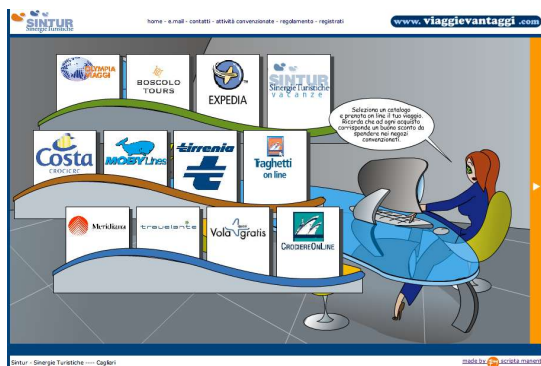 SINTUR
Sinergie Turistiche
home - e.mail - contatti - attività convenzionate - regolamento - registrati
www. viaggievantaggi .com
OLYMPIA
VIAGGI
BOSCOLO
TOURS
EXPEDIA
SINTUR
Sinergie Turistiche
vacanze
Seleziona un catalogo
e prenota on line il tuo viaggio.
Ricorda che ad ogni acquisto
corrisponde un buono sconto da
spendere nei negozi
convenzionati.
Costa
CROCIERE
MOBY Lines
tirrenia
Traghetti
on line
Meridiana
travelante
Volagratis
CROCIEREONLINE
Sintur - Sinergie Turistiche ---- Cagliari
made by scripta manent